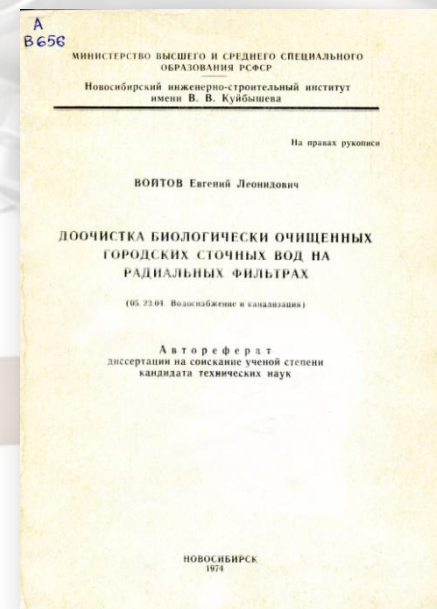 А
В 656
МИНИСТЕРСТВО ВЫСШЕГО И СРЕДНЕГО СПЕЦИАЛЬНОГО
ОБРАЗОВАНИЯ РСФСР
Новосибирский инженерно-строительный институт
имени В. В. Куйбышева
На правах рукописи
ВОЙТОВ Евгений Леонидович
ДООЧИСТКА БИОЛОГИЧЕСКИ ОЧИЩЕННЫХ
ГОРОДСКИХ СТОЧНЫХ ВОД НА
РАДИАЛЬНЫХ ФИЛЬТРАХ
(05.23.04. Водоснабжение и канализация)
Автореферат
диссертации на соискание ученой степени
кандидата технических наук
НОВОСИБИРСК
1974